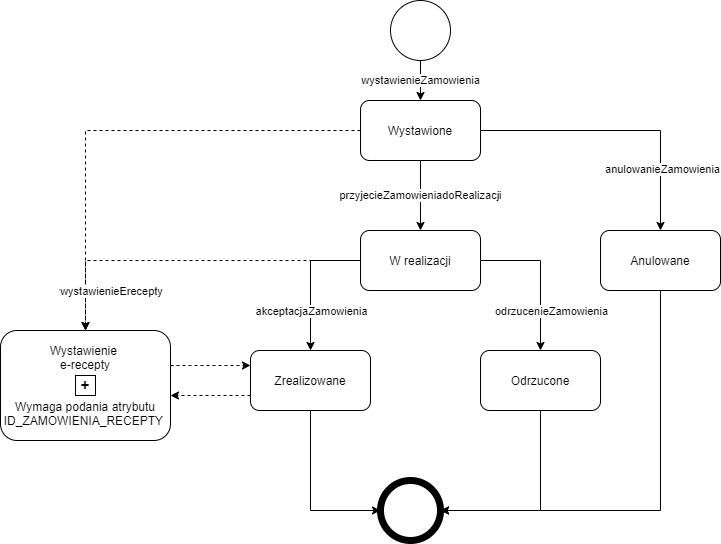 wystawienieZamowienia
Wystawione
anulowanieZamowienia
przyjecieZamowieniadoRealizacji
W realizacji
Anulowane
wystawienieErecepty
akceptacjaZamowienia
odrzucenieZamowienia
Wystawienie
e-recepty
+
Wymaga podania atrybutu
ID_ZAMOWIENIA_RECEPTY
Zrealizowane
Odrzucone